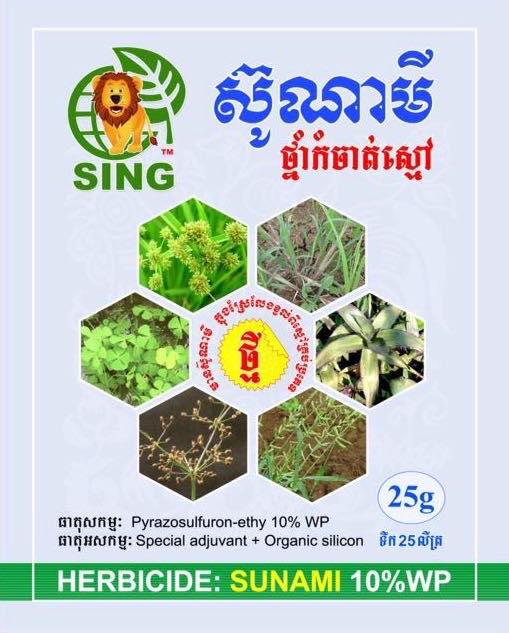 ស៊ូណាមី
ថ្នាំកំចាត់ស្មៅ
TM
SING
ថ្មី
25g
ធាតុសកម្ម: Pyrazosulfuron-ethy 10% WP
ធាតុអសកម្ម: Special adjuvant + Organic silicon
ទឹក 25 លីត្រ
HERBICIDE: SUNAMI 10%WP